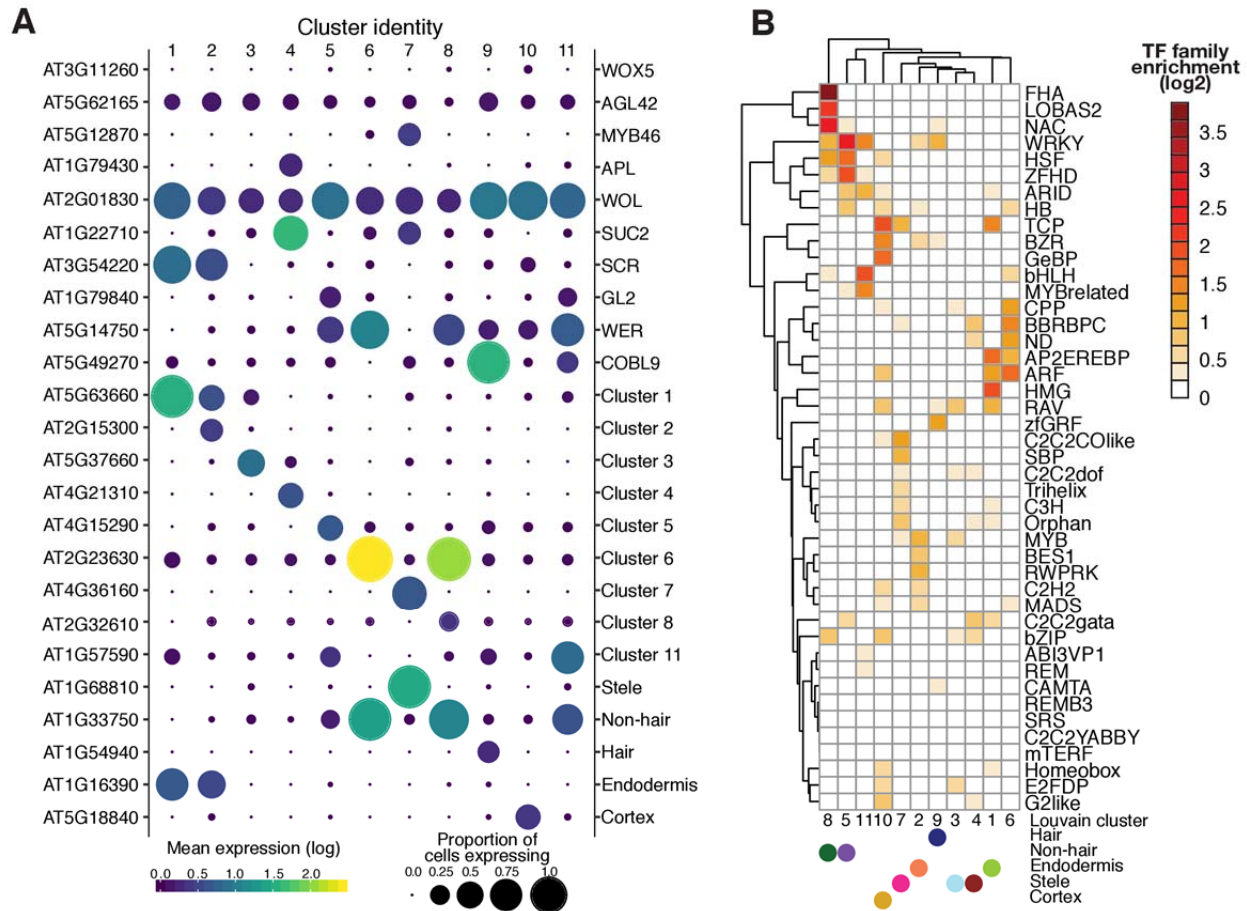 A
Cluster identity
1 2 3 4 5 6 7 8 9 10 11
AT3G11260 WOX5
AT5G62165 AGL42
AT5G12870 MYB46
AT1G79430 APL
AT2G01830 WOL
AT1G22710 SUC2
AT3G54220 SCR
AT1G79840 GL2
AT5G14750 WER
AT5G49270 COBL9
AT5G63660 Cluster 1
AT2G15300 Cluster 2
AT5G37660 Cluster 3
AT4G21310 Cluster 4
AT4G15290 Cluster 5
AT2G23630 Cluster 6
AT4G36160 Cluster 7
AT2G32610 Cluster 8
AT1G57590 Cluster 11
AT1G68810 Stele
AT1G33750 Non-hair
AT1G54940 Hair
AT1G16390 Endodermis
AT5G18840 Cortex
Mean expression (log)
0.0 0.5 1.0 1.5 2.0
Proportion of
cells expressing
0.0 0.25 0.5 0.75 1.0
B
TF family
enrichment
(log2)
3.5
3
2.5
2
1.5
1
0.5
0
FHA
LOBAS2
NAC
WRKY
HSF
ZFHD
ARID
HB
TCP
BZR
GeBP
bHLH
MYBrelated
CPP
BBRBPC
ND
AP2EREBP
ARF
HMG
RAV
zfGRF
C2C2COlike
SBP
C2C2dof
Trihelix
C3H
Orphan
MYB
BES1
RWPRK
C2H2
MADS
C2C2gata
bZIP
ABI3VP1
REM
CAMTA
REMB3
SRS
C2C2YABBY
mTERF
Homeobox
E2FDP
G2like
8 5 11 10 7 2 9 3 4 1 6 Louvain cluster
Hair
Non-hair
Endodermis
Stele
Cortex